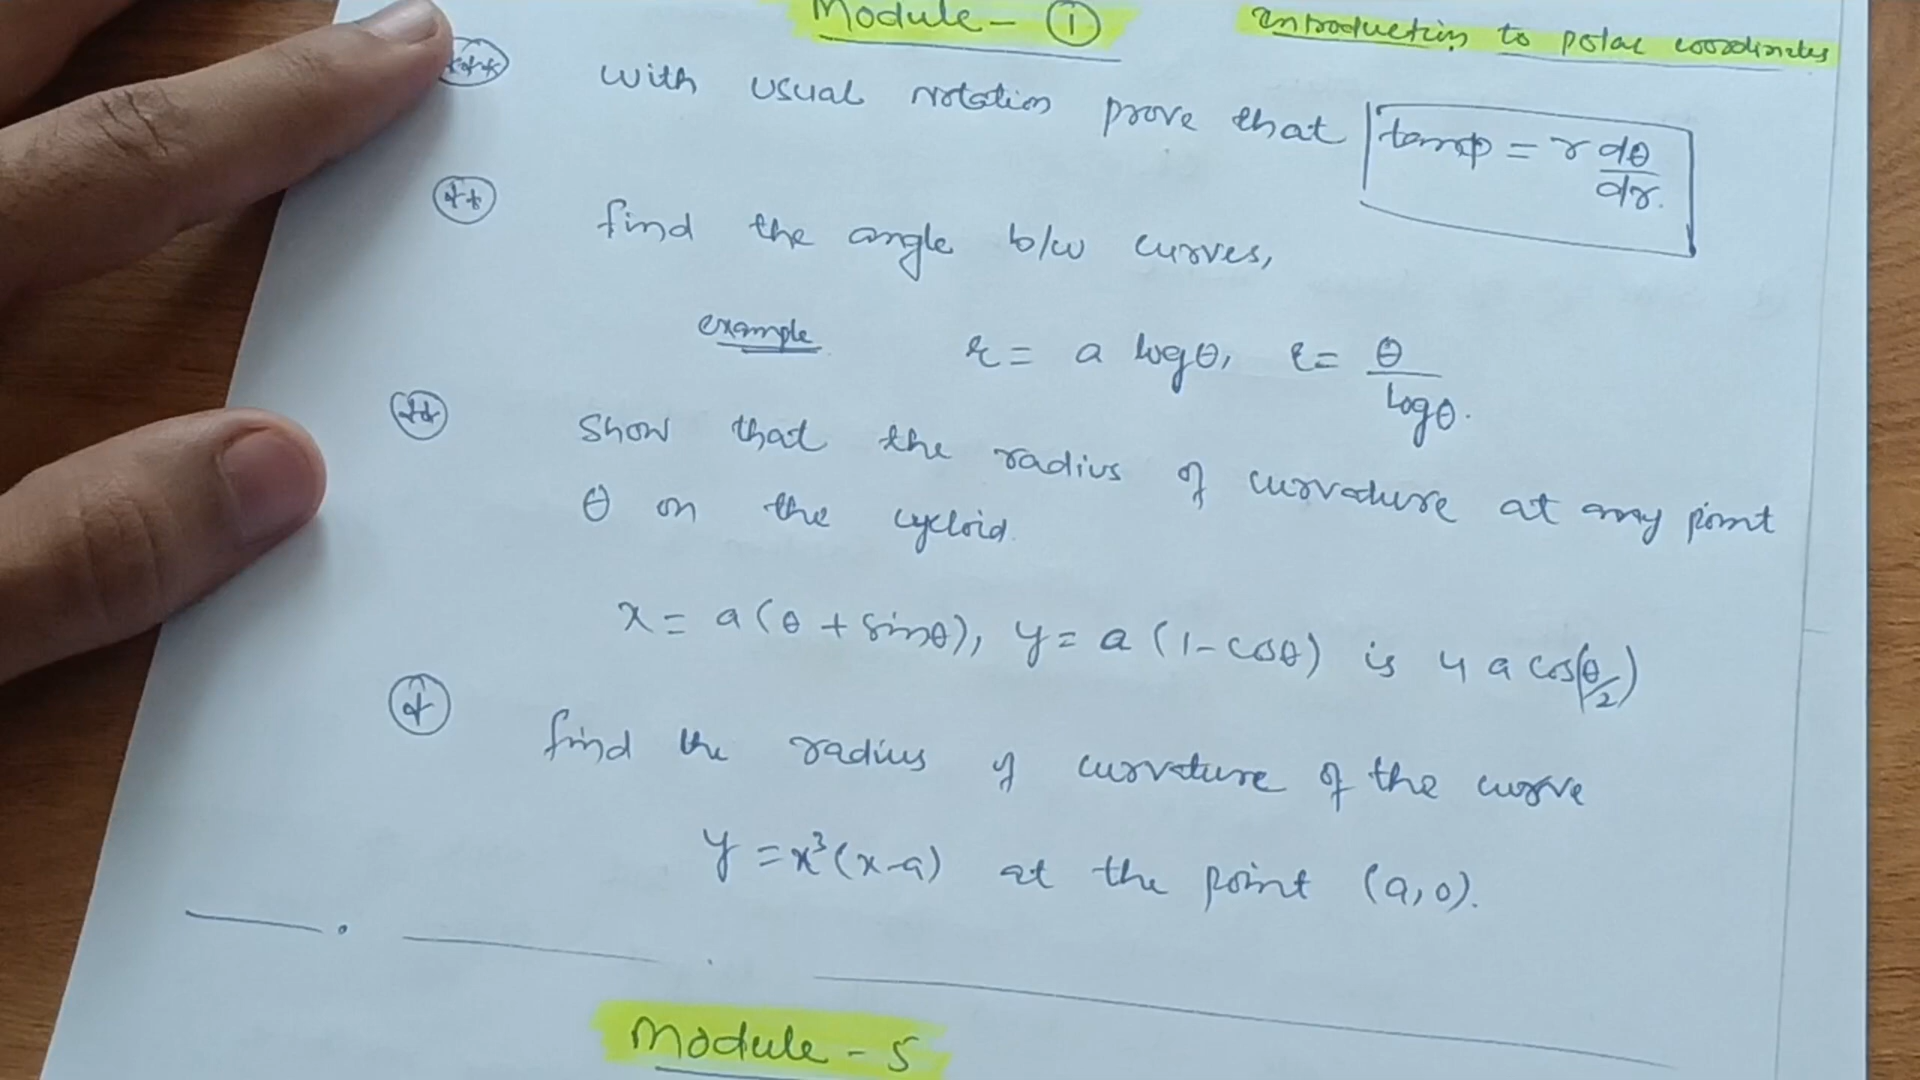 Module - ①
Introduction to polar coordinates
*** with usual notation prove that tanφ = r dθ/dr.
** find the angle b/w curves,
example r = a logθ, r = θ/logθ.
** Show that the radius of curvature at any point
θ on the cycloid.
x = a(θ + sinθ), y = a(1-cosθ) is 4 a cos(θ/2)
* find the radius of curvature of the curve
y = x³(x-a) at the point (a,0).
Module - 5